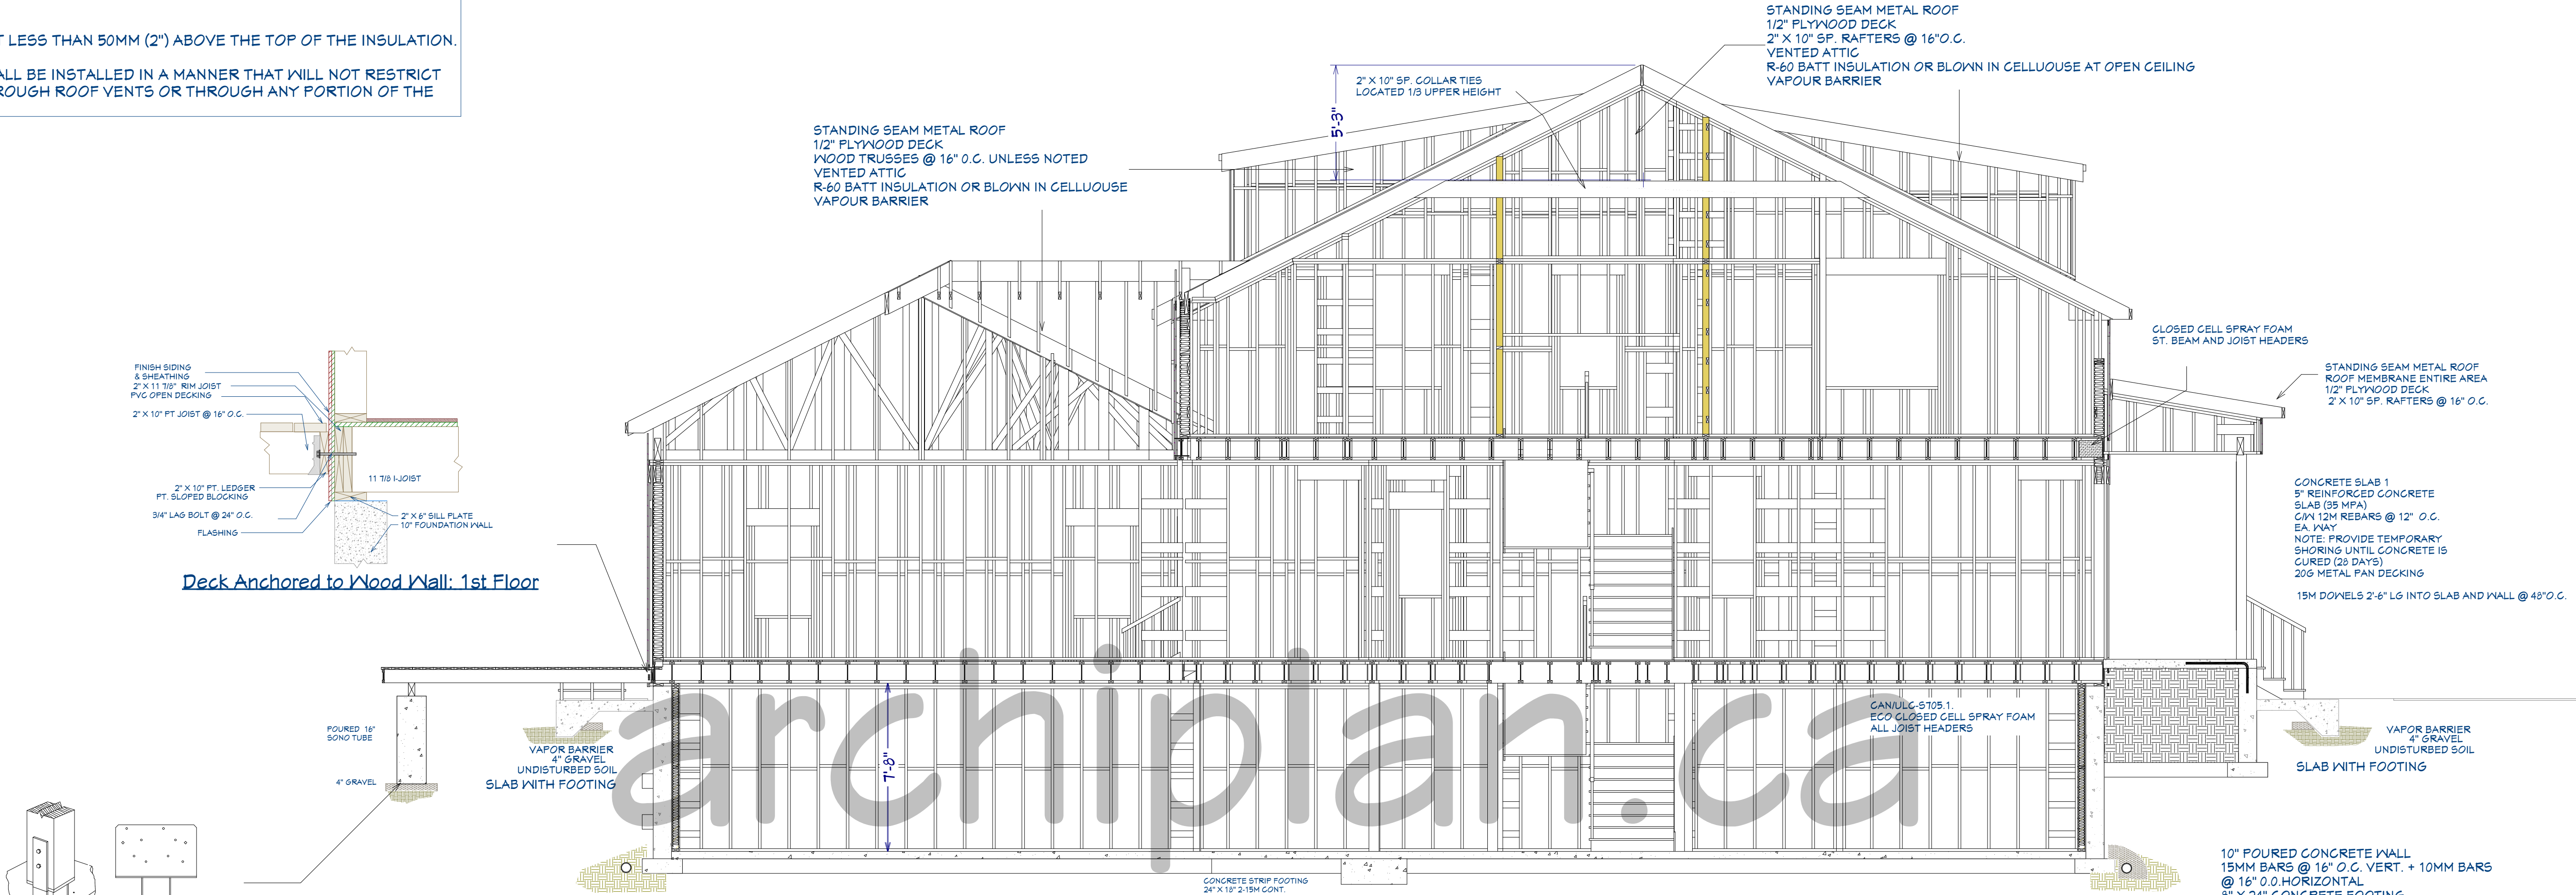 T LESS THAN 50MM (2") ABOVE THE TOP OF THE INSULATION.
ALL BE INSTALLED IN A MANNER THAT WILL NOT RESTRICT
ROUGH ROOF VENTS OR THROUGH ANY PORTION OF THE
STANDING SEAM METAL ROOF
1/2" PLYWOOD DECK
WOOD TRUSSES @ 16" O.C. UNLESS NOTED
VENTED ATTIC
R-60 BATT INSULATION OR BLOWN IN CELLUOUSE
VAPOUR BARRIER
5'-3"
2" X 10" SP. COLLAR TIES
LOCATED 1/3 UPPER HEIGHT
STANDING SEAM METAL ROOF
1/2" PLYWOOD DECK
2" X 10" SP. RAFTERS @ 16"O.C.
VENTED ATTIC
R-60 BATT INSULATION OR BLOWN IN CELLUOUSE AT OPEN CEILING
VAPOUR BARRIER
CLOSED CELL SPRAY FOAM
ST. BEAM AND JOIST HEADERS
STANDING SEAM METAL ROOF
ROOF MEMBRANE ENTIRE AREA
1/2" PLYWOOD DECK
2' X 10" SP. RAFTERS @ 16" O.C.
FINISH SIDING
& SHEATHING
2" X 11 7/8" RIM JOIST
PVC OPEN DECKING
2" X 10" PT JOIST @ 16" O.C.
11 7/8 I-JOIST
2" X 10" PT. LEDGER
PT. SLOPED BLOCKING
3/4" LAG BOLT @ 24" O.C.
FLASHING
2" X 6" SILL PLATE
10" FOUNDATION WALL
Deck Anchored to Wood Wall: 1st Floor
CONCRETE SLAB 1
5" REINFORCED CONCRETE
SLAB (35 MPA)
C/W 12M REBARS @ 12" O.C.
EA. WAY
NOTE: PROVIDE TEMPORARY
SHORING UNTIL CONCRETE IS
CURED (28 DAYS)
20G METAL PAN DECKING
15M DOWELS 2'-6" LG INTO SLAB AND WALL @ 48"O.C.
POURED 16"
SONO TUBE
4" GRAVEL
VAPOR BARRIER
4" GRAVEL
UNDISTURBED SOIL
SLAB WITH FOOTING
7'-8"
archiplan.ca
CAN/ULC-S705.1.
ECO CLOSED CELL SPRAY FOAM
ALL JOIST HEADERS
VAPOR BARRIER
4" GRAVEL
UNDISTURBED SOIL
SLAB WITH FOOTING
CONCRETE STRIP FOOTING
24" X 18" 2-15M CONT.
10" POURED CONCRETE WALL
15MM BARS @ 16" O.C. VERT. + 10MM BARS
@ 16" O.O.HORIZONTAL
8" X 24" CONCRETE FOOTING